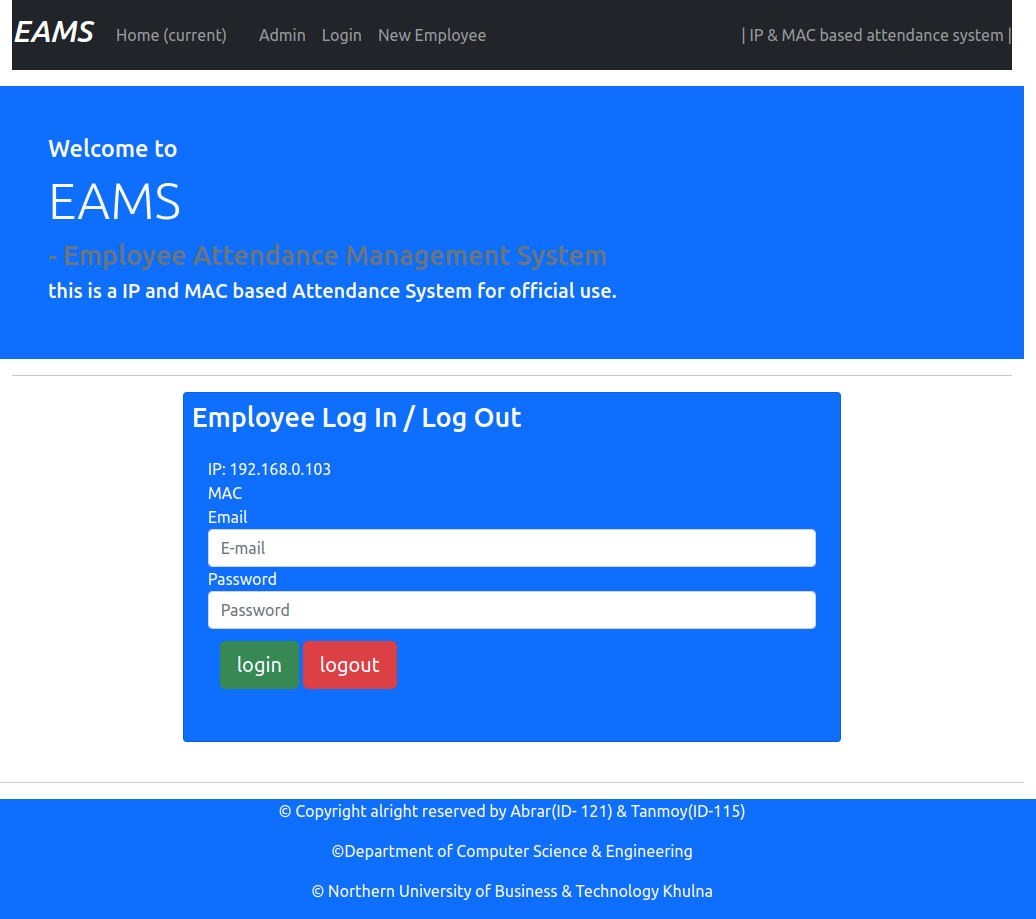 EAMS Home (current) Admin Login New Employee | IP & MAC based attendance system |
Welcome to
EAMS
- Employee Attendance Management System
this is a IP and MAC based Attendance System for official use.
Employee Log In / Log Out
IP: 192.168.0.103
MAC
Email
E-mail
Password
Password
login logout
© Copyright alright reserved by Abrar(ID- 121) & Tanmoy(ID-115)
©Department of Computer Science & Engineering
© Northern University of Business & Technology Khulna